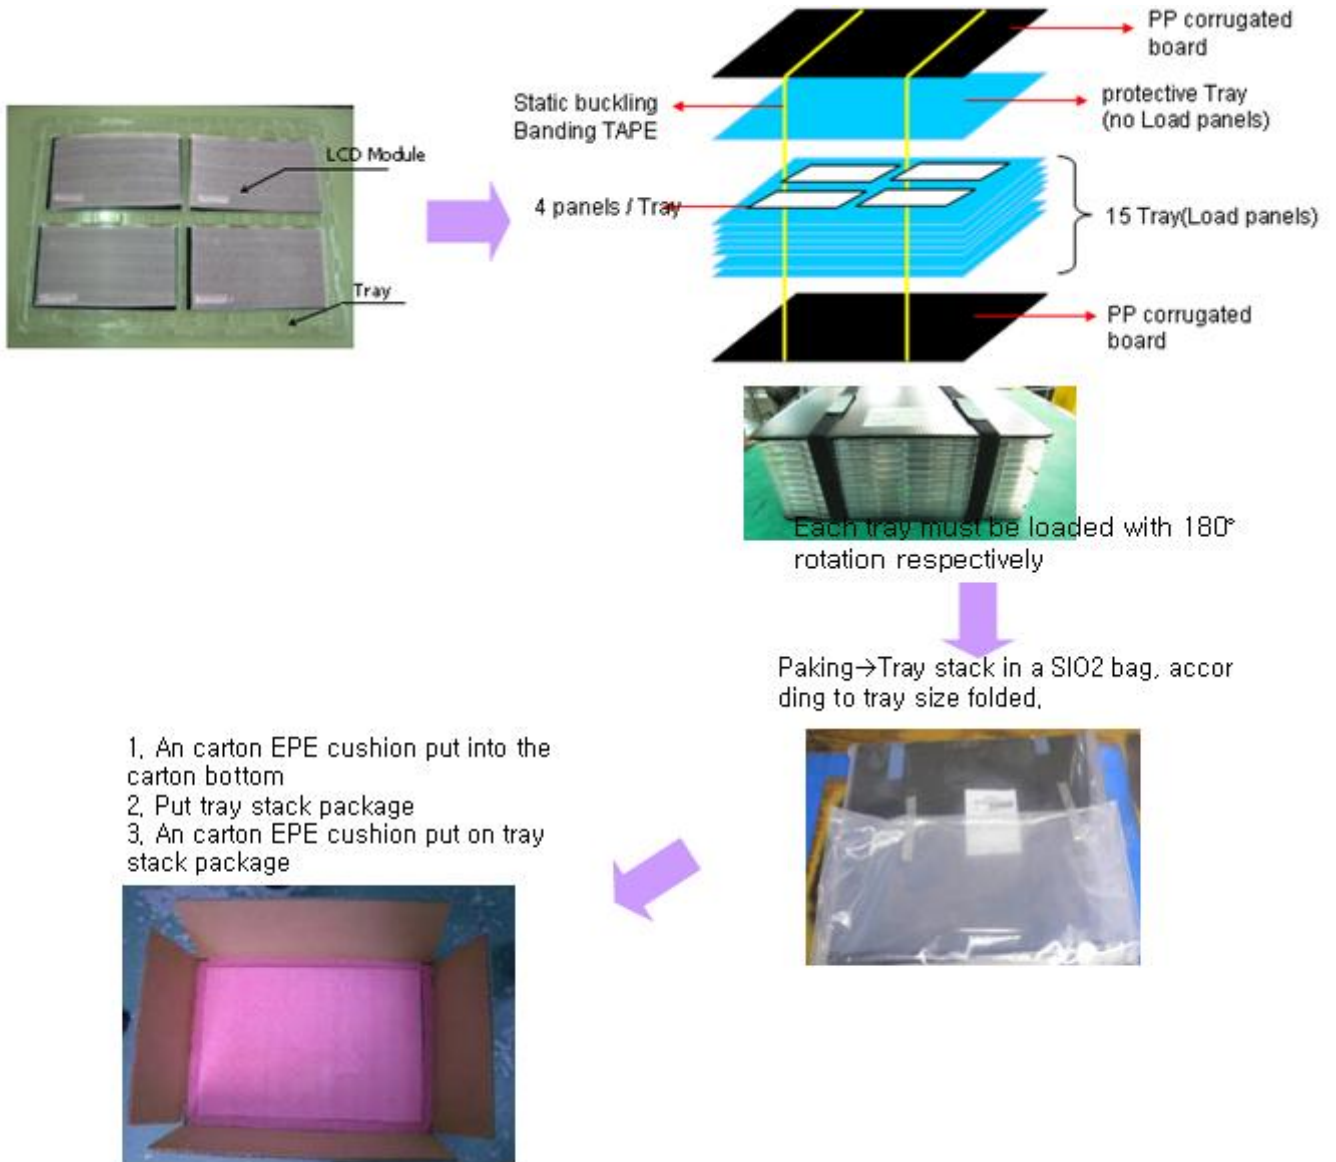 LCD Module
Tray
PP corrugated
board
Static buckling
Banding TAPE
protective Tray
(no Load panels)
4 panels / Tray
15 Tray(Load panels)
PP corrugated
board
Each tray must be loaded with 180°
rotation respectively
Paking→Tray stack in a SIO2 bag, accor
ding to tray size folded,
1, An carton EPE cushion put into the
carton bottom
2, Put tray stack package
3, An carton EPE cushion put on tray
stack package